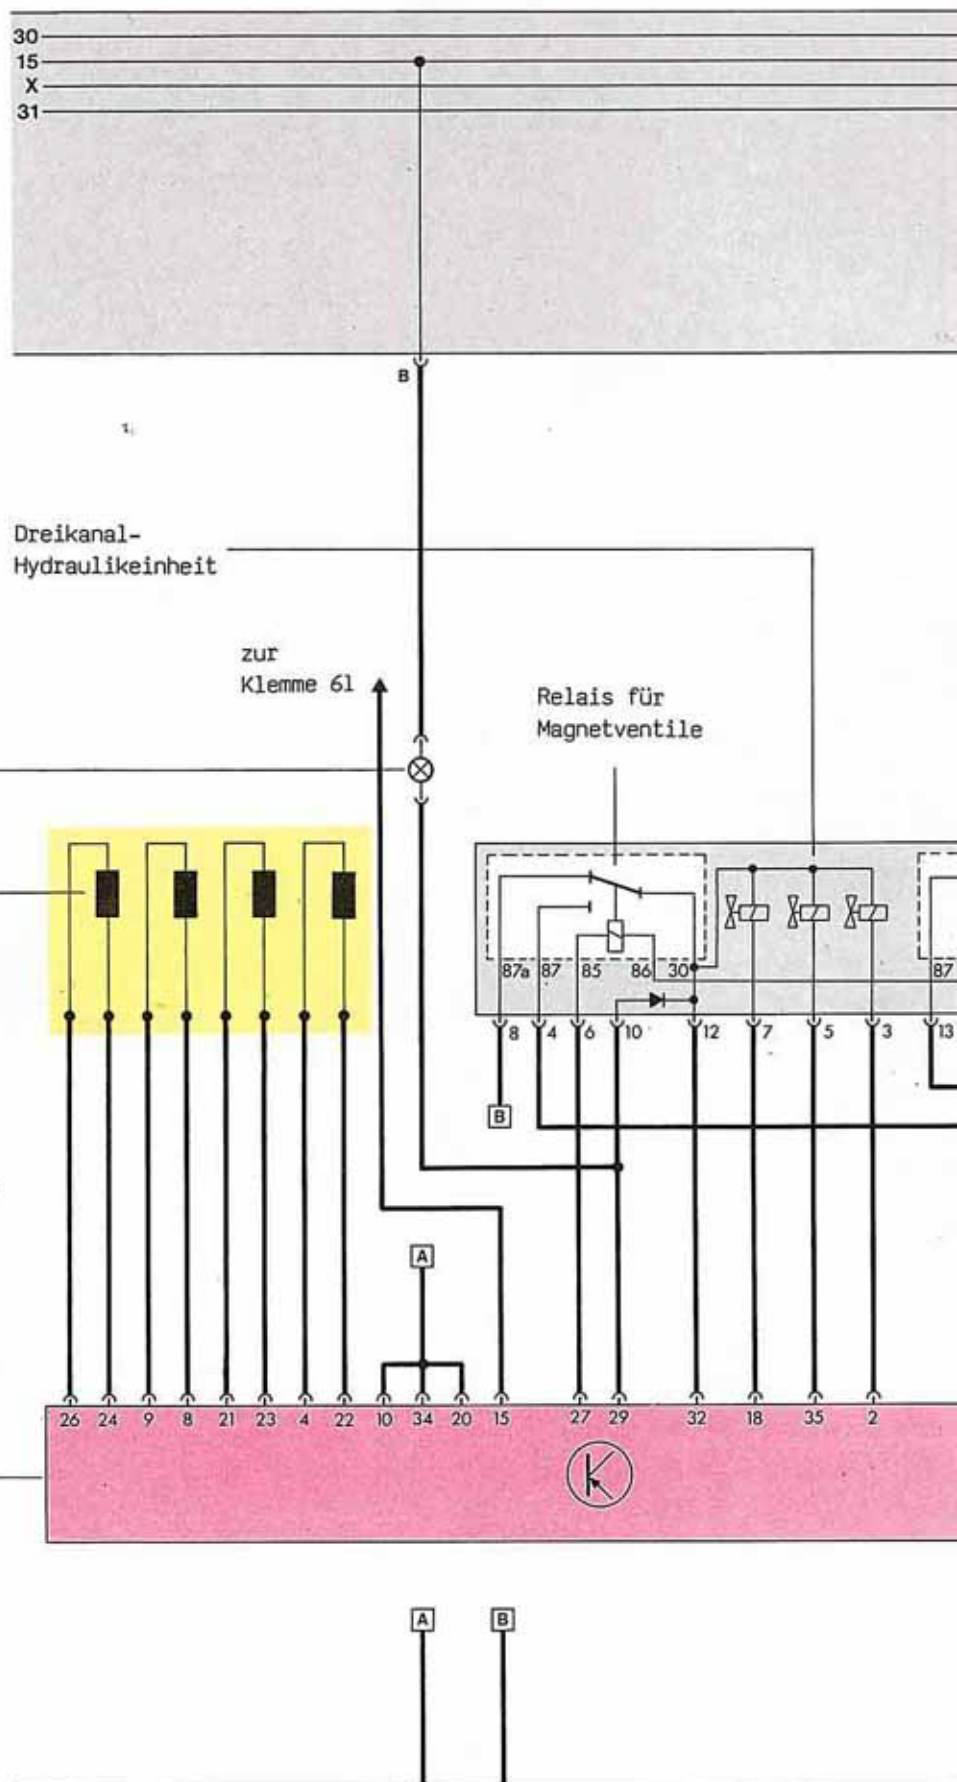 30
15
X
31
B
Dreikanal-
Hydraulikeinheit
zur
Klemme 61
Relais für
Magnetventile
87a 87 85 86 30 87
8 4 6 10 12 7 5 3 13
B
A
26 24 9 8 21 23 4 22 10 34 20 15 27 29 32 18 35 2
A B